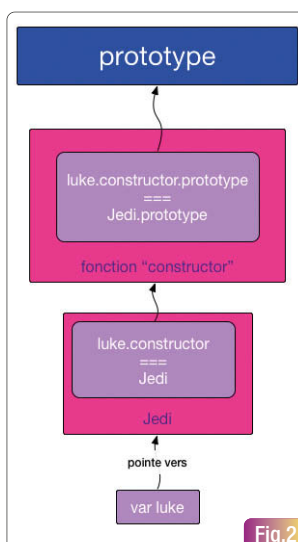 prototype
luke.constructor.prototype
===
Jedi.prototype
fonction "constructor"
luke.constructor
===
Jedi
Jedi
pointe vers
var luke
Fig.2